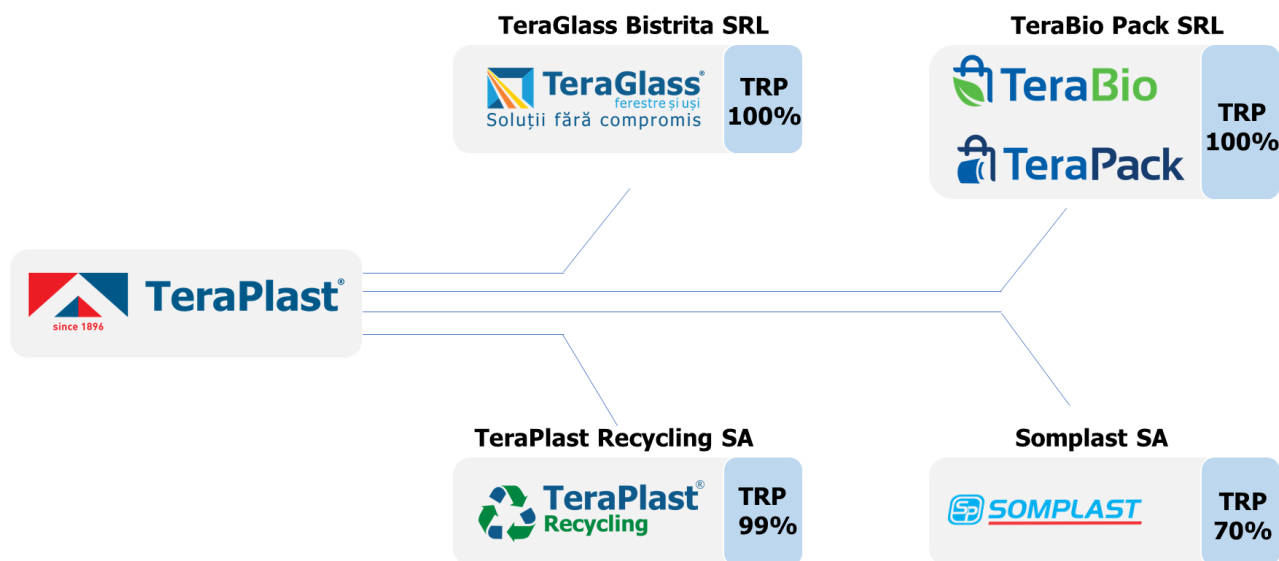 TeraGlass Bistrita SRL
TeraGlass®
ferestre și uși
Soluții fără compromis
TRP
100%
TeraBio Pack SRL
TeraBio
TeraPack
TRP
100%
TeraPlast®
since 1896
TeraPlast Recycling SA
TeraPlast®
Recycling
TRP
99%
Somplast SA
SP SOMPLAST
TRP
70%